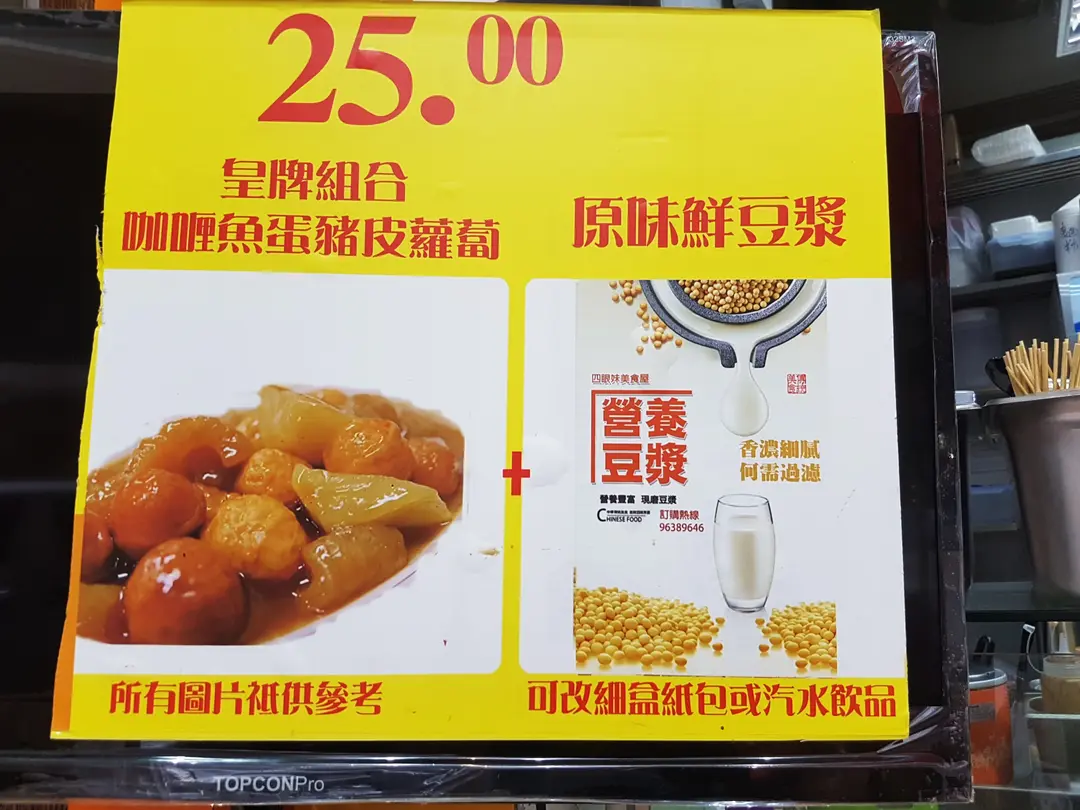 25.00
皇牌組合
咖喱魚蛋豬皮蘿蔔
原味鮮豆漿
四眼妹美食屋
營養
豆漿
香濃細膩
何需過濾
營養豐富 現磨豆漿
CHINESE FOOD
訂購熱線
96389646
+
所有圖片祗供參考
可改細盒紙包或汽水飲品
TOPCONPro